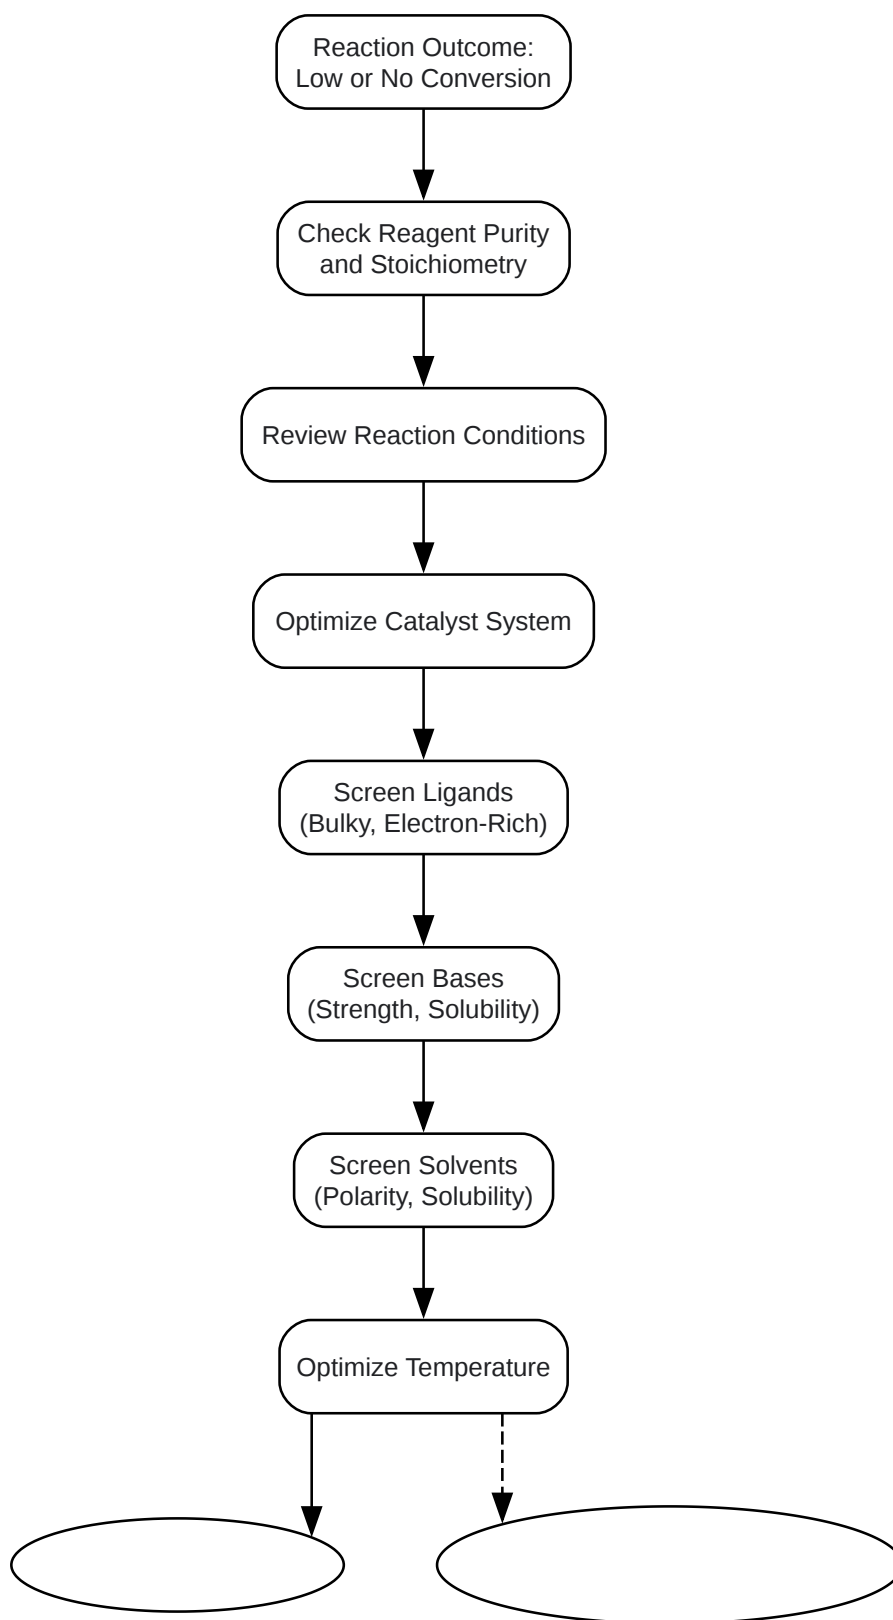 Reaction Outcome:
Low or No Conversion
Check Reagent Purity
and Stoichiometry
Review Reaction Conditions
Optimize Catalyst System
Screen Ligands
(Bulky, Electron-Rich)
Screen Bases
(Strength, Solubility)
Screen Solvents
(Polarity, Solubility)
Optimize Temperature